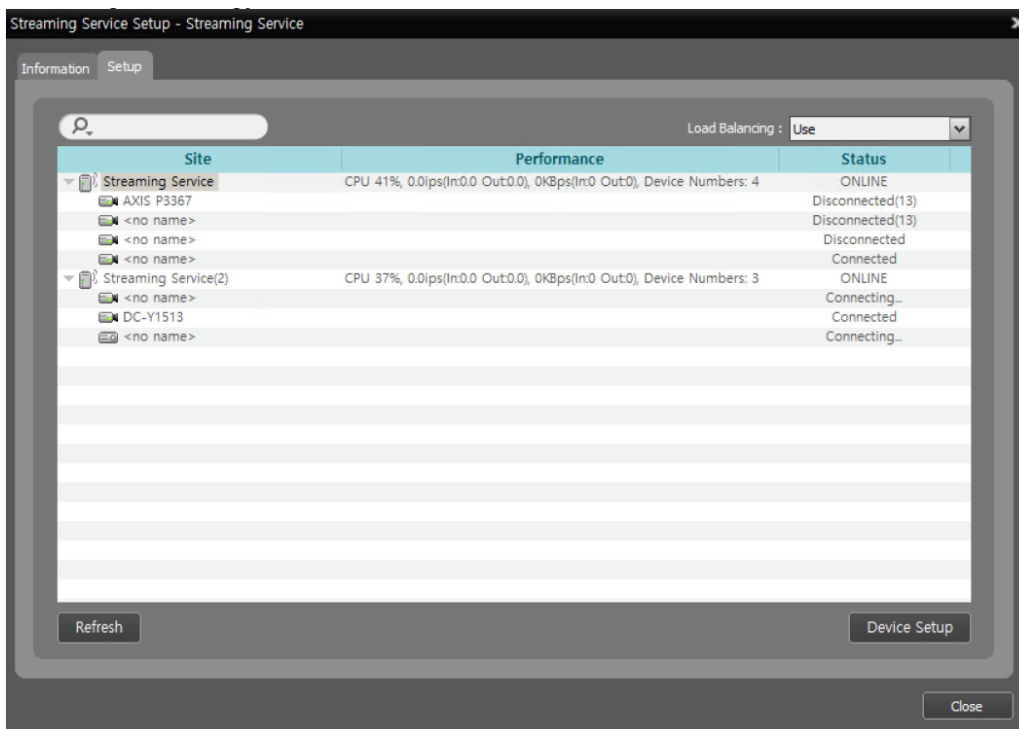 Streaming Service Setup - Streaming Service
Information Setup
Load Balancing : Use
Site Performance Status
Streaming Service CPU 41%, 0.0ips(In:0.0 Out:0.0), 0KBps(In:0 Out:0), Device Numbers: 4 ONLINE
AXIS P3367 Disconnected(13)
<no name> Disconnected(13)
<no name> Disconnected
<no name> Connected
Streaming Service(2) CPU 37%, 0.0ips(In:0.0 Out:0.0), 0KBps(In:0 Out:0), Device Numbers: 3 ONLINE
<no name> Connecting...
DC-Y1513 Connected
<no name> Connecting...
Refresh Device Setup
Close